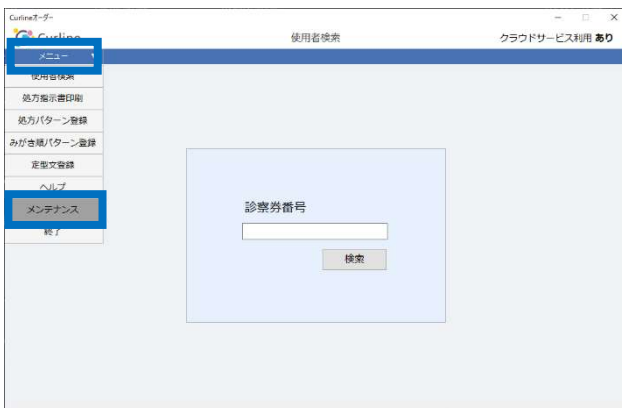 Curlineオーダー
Curline 使用者検索 クラウドサービス利用 あり
メニュー
使用者検索
処方指示書印刷
処方パターン登録
みがき順パターン登録
定型文登録
ヘルプ
メンテナンス
終了
診察券番号
検索